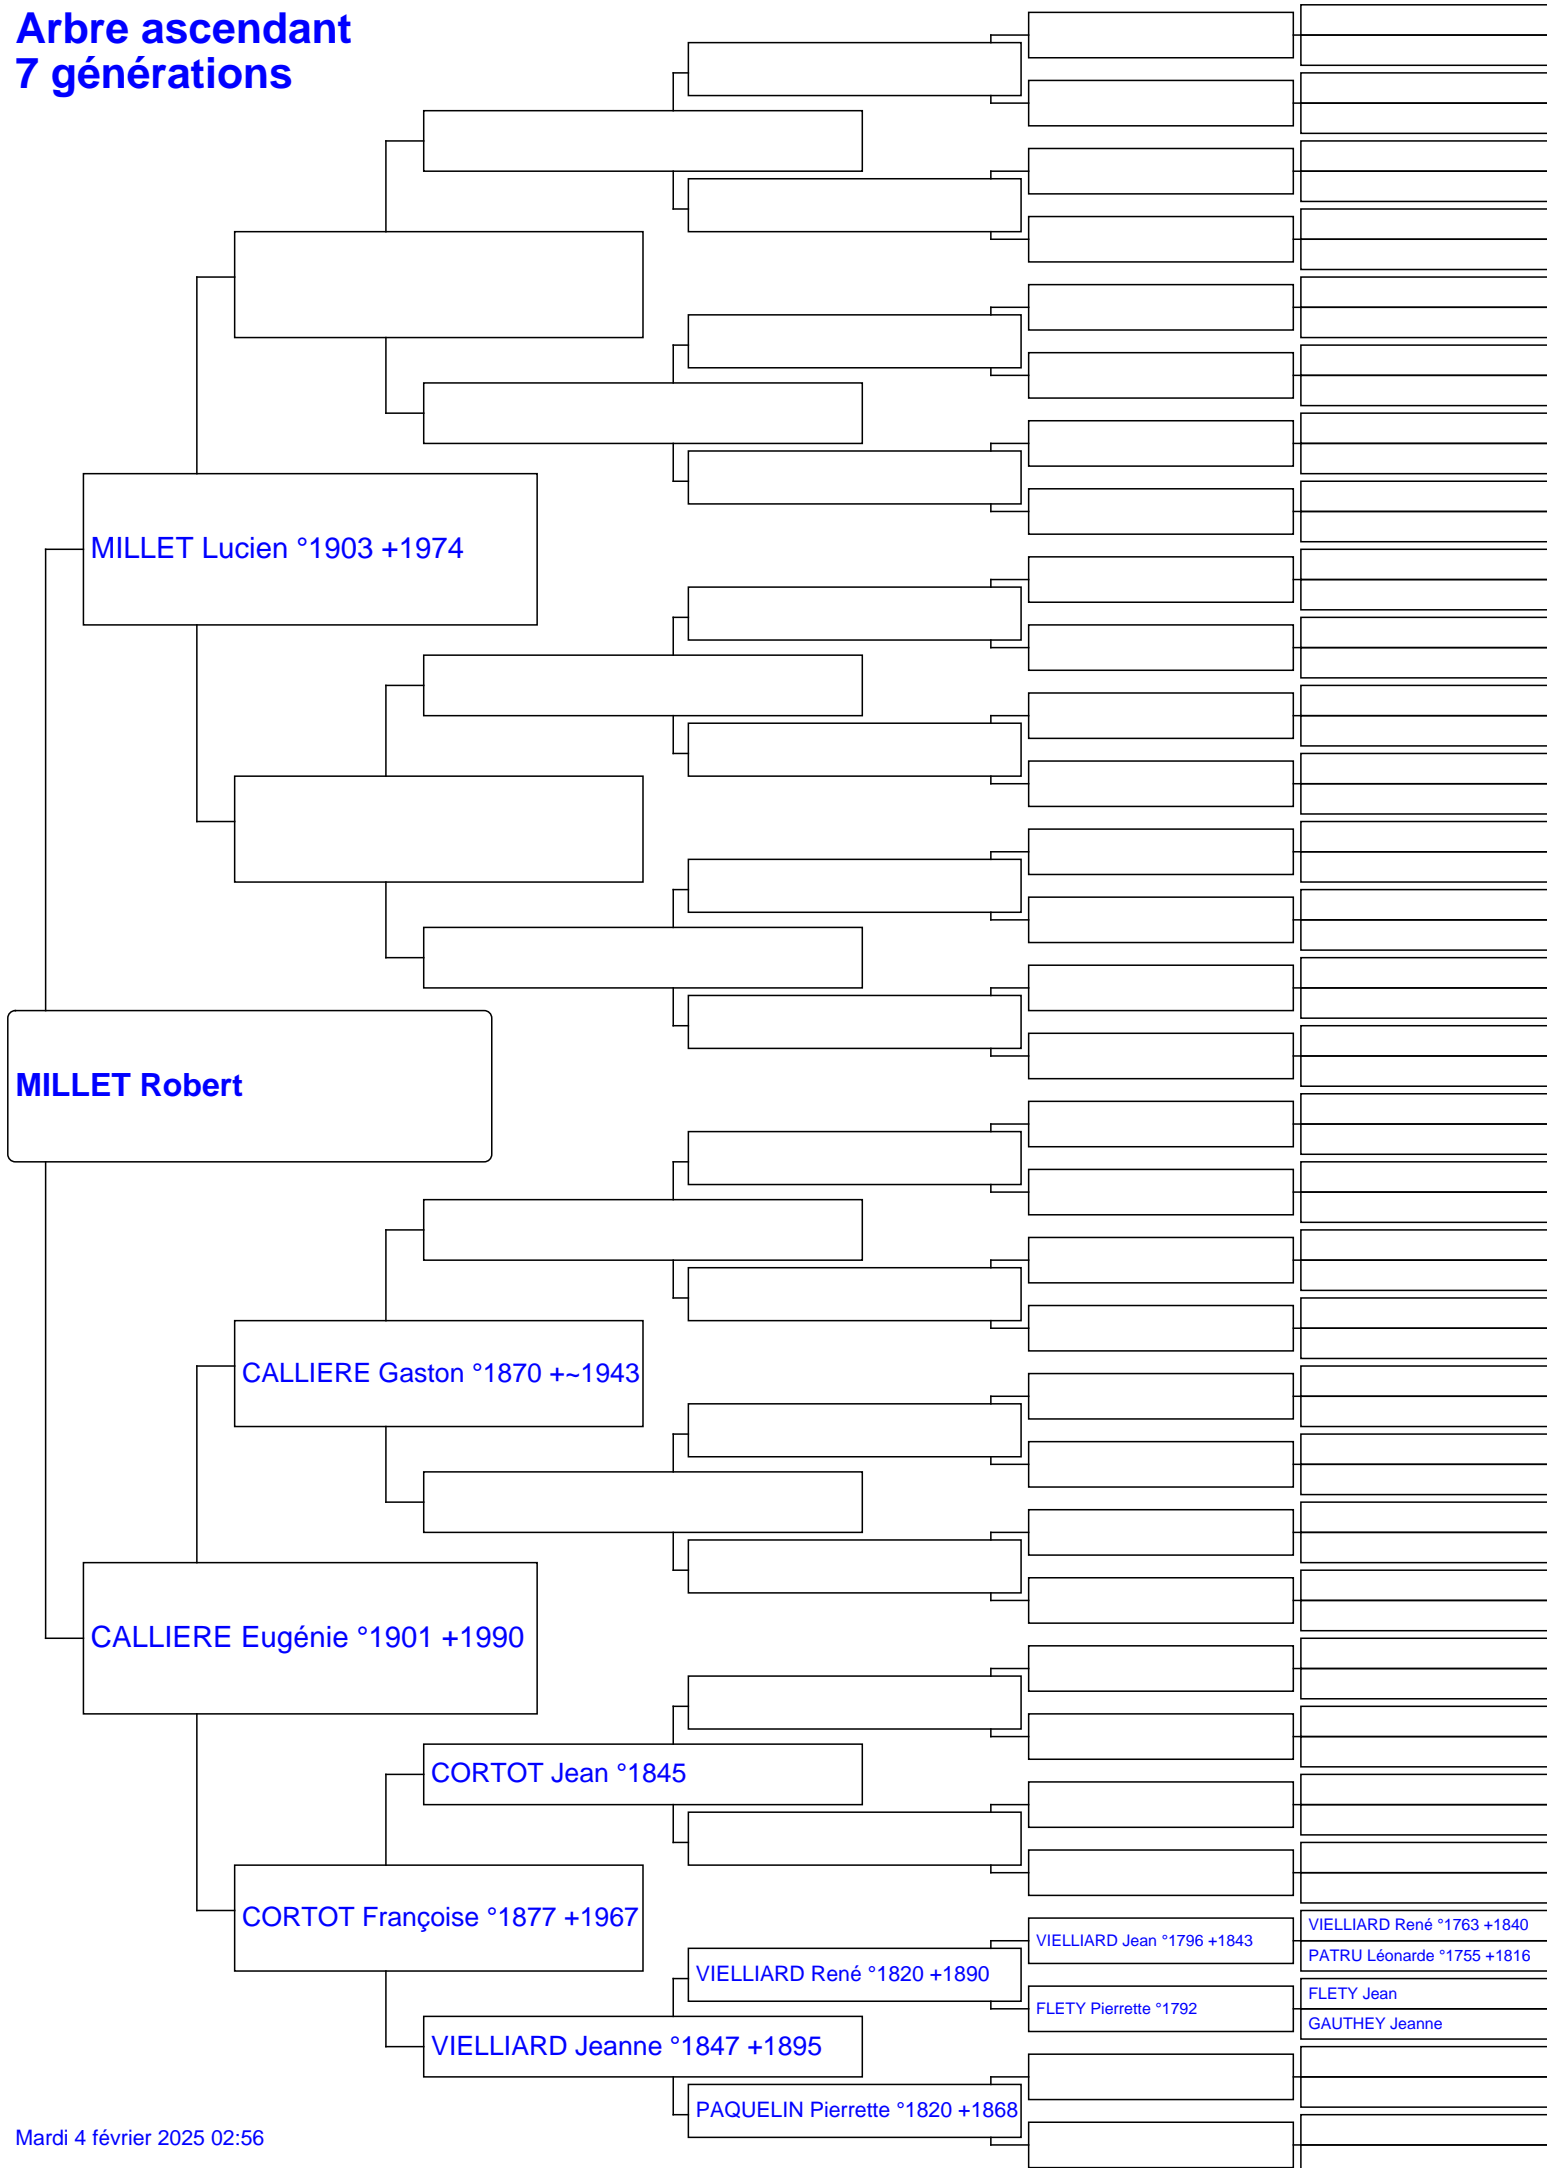 Arbre ascendant
7 générations
MILLET Lucien °1903 +1974
MILLET Robert
CALLIERE Gaston °1870 +~1943
CALLIERE Eugénie °1901 +1990
CORTOT Jean °1845
CORTOT Françoise °1877 +1967
VIELLIARD René °1763 +1840
VIELLIARD Jean °1796 +1843
PATRU Léonarde °1755 +1816
VIELLIARD René °1820 +1890
FLETY Jean
FLETY Pierrette °1792
GAUTHEY Jeanne
VIELLIARD Jeanne °1847 +1895
PAQUELIN Pierrette °1820 +1868
Mardi 4 février 2025 02:56